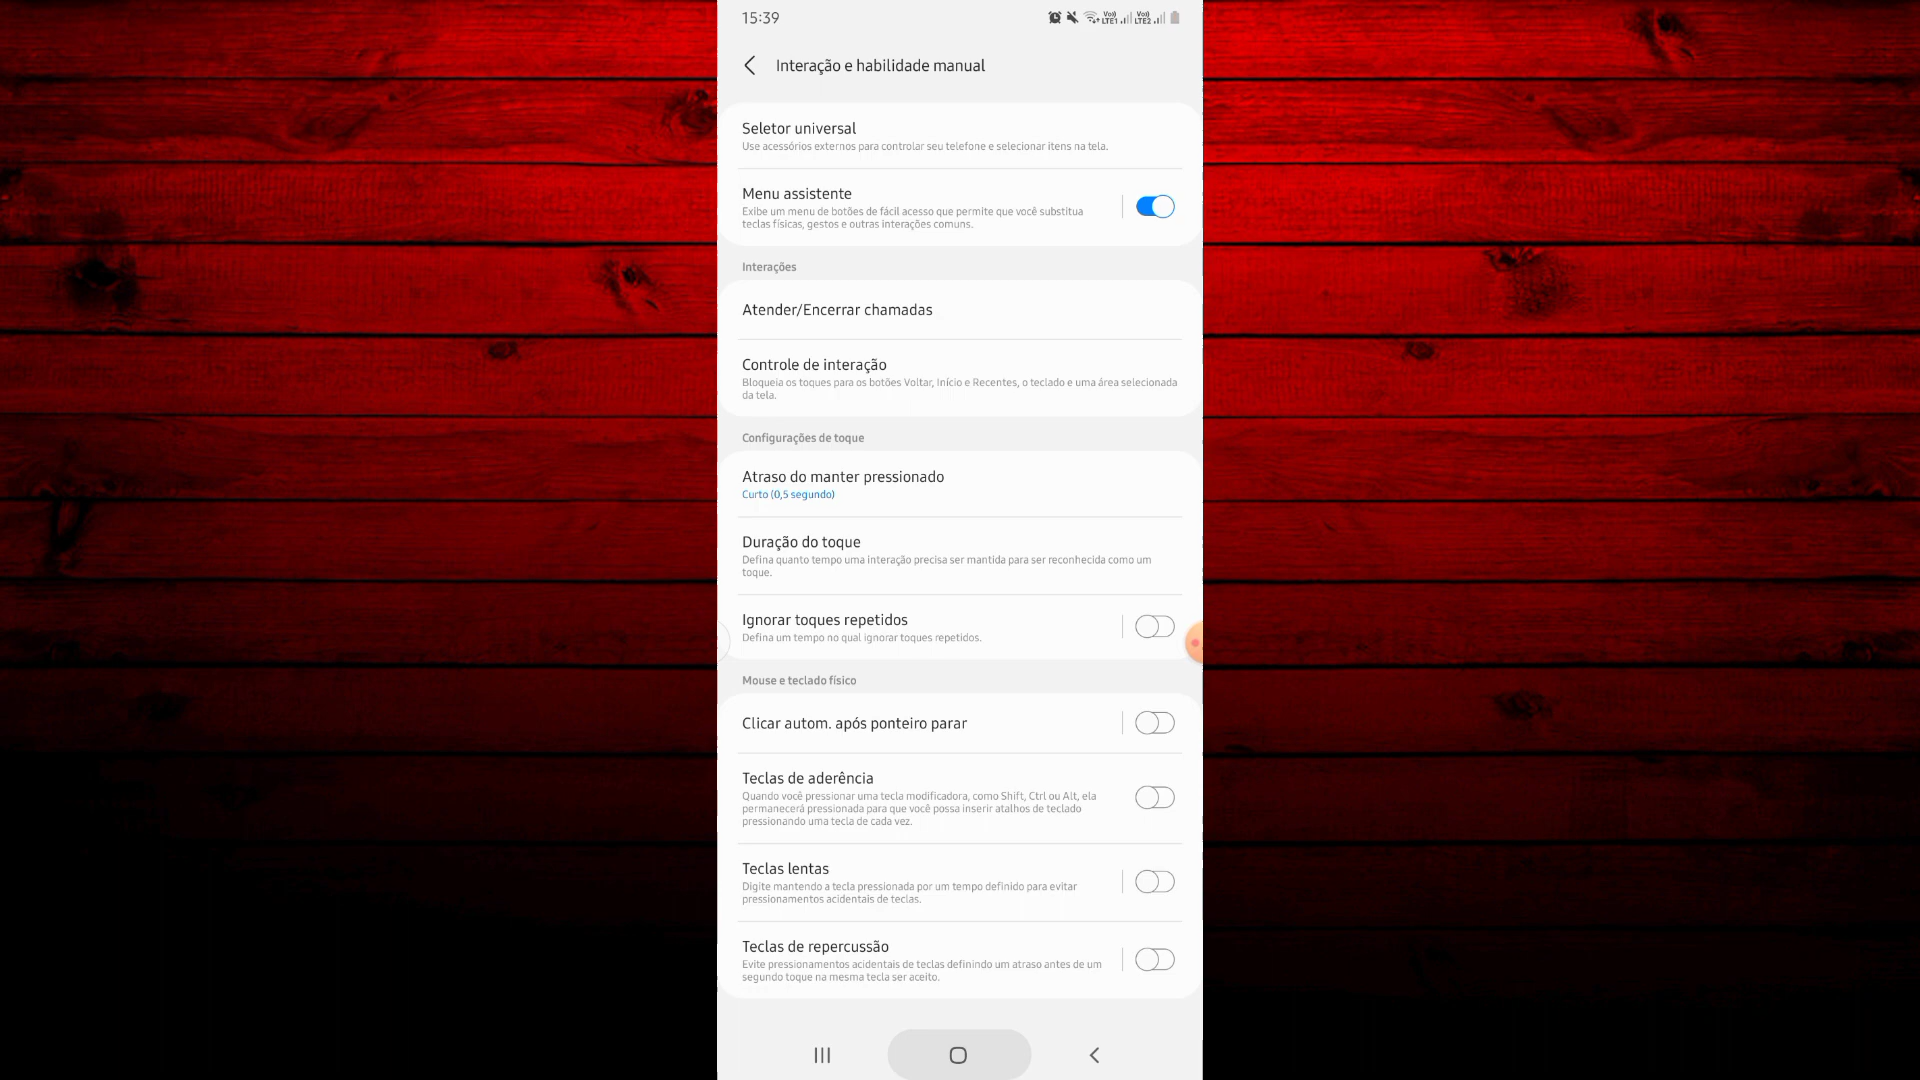 15:39
Vo)) LTE1 Vo)) LTE2
Interação e habilidade manual
Seletor universal
Use acessórios externos para controlar seu telefone e selecionar itens na tela.
Menu assistente
Exibe um menu de botões de fácil acesso que permite que você substitua
teclas físicas, gestos e outras interações comuns.
Interações
Atender/Encerrar chamadas
Controle de interação
Bloqueia os toques para os botões Voltar, Início e Recentes, o teclado e uma área selecionada
da tela.
Configurações de toque
Atraso do manter pressionado
Curto (0,5 segundo)
Duração do toque
Defina quanto tempo uma interação precisa ser mantida para ser reconhecida como um
toque.
Ignorar toques repetidos
Defina um tempo no qual ignorar toques repetidos.
Mouse e teclado físico
Clicar autom. após ponteiro parar
Teclas de aderência
Quando você pressionar uma tecla modificadora, como Shift, Ctrl ou Alt, ela
permanecerá pressionada para que você possa inserir atalhos de teclado
pressionando uma tecla de cada vez.
Teclas lentas
Digite mantendo a tecla pressionada por um tempo definido para evitar
pressionamentos acidentais de teclas.
Teclas de repercussão
Evite pressionamentos acidentais de teclas definindo um atraso antes de um
segundo toque na mesma tecla ser aceito.